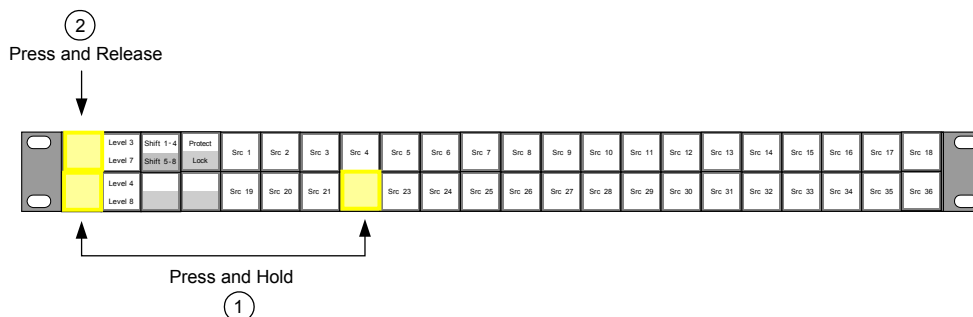 2
Press and Release
Level 3 Shift 1-4 Protect
Level 7 Shift 5-8 Lock
Src 1 Src 2 Src 3 Src 4 Src 5 Src 6 Src 7 Src 8 Src 9 Src 10 Src 11 Src 12 Src 13 Src 14 Src 15 Src 16 Src 17 Src 18
Level 4
Level 8
Src 19 Src 20 Src 21 Src 23 Src 24 Src 25 Src 26 Src 27 Src 28 Src 29 Src 30 Src 31 Src 32 Src 33 Src 34 Src 35 Src 36
Press and Hold
1